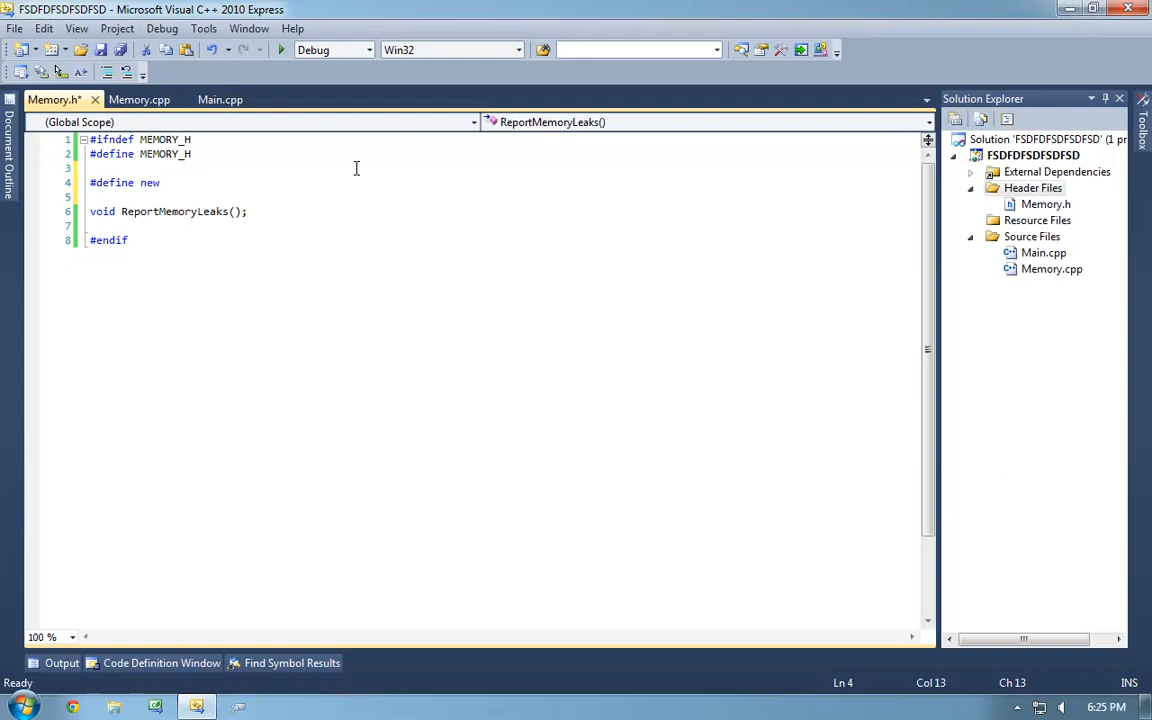 FSDFDFSDFSDFSD - Microsoft Visual C++ 2010 Express
File Edit View Project Debug Tools Window Help
Debug Win32
Memory.h* Memory.cpp Main.cpp
Solution Explorer
(Global Scope) ReportMemoryLeaks()
1 #ifndef MEMORY_H
2 #define MEMORY_H
3
4 #define new
5
6 void ReportMemoryLeaks();
7
8 #endif
Solution 'FSDFDFSDFSDFSD' (1 pr
FSDFDFSDFSDFSD
External Dependencies
Header Files
Memory.h
Resource Files
Source Files
Main.cpp
Memory.cpp
Document Outline
Toolbox
100 %
Output Code Definition Window Find Symbol Results
Ready Ln 4 Col 13 Ch 13 INS
6:25 PM